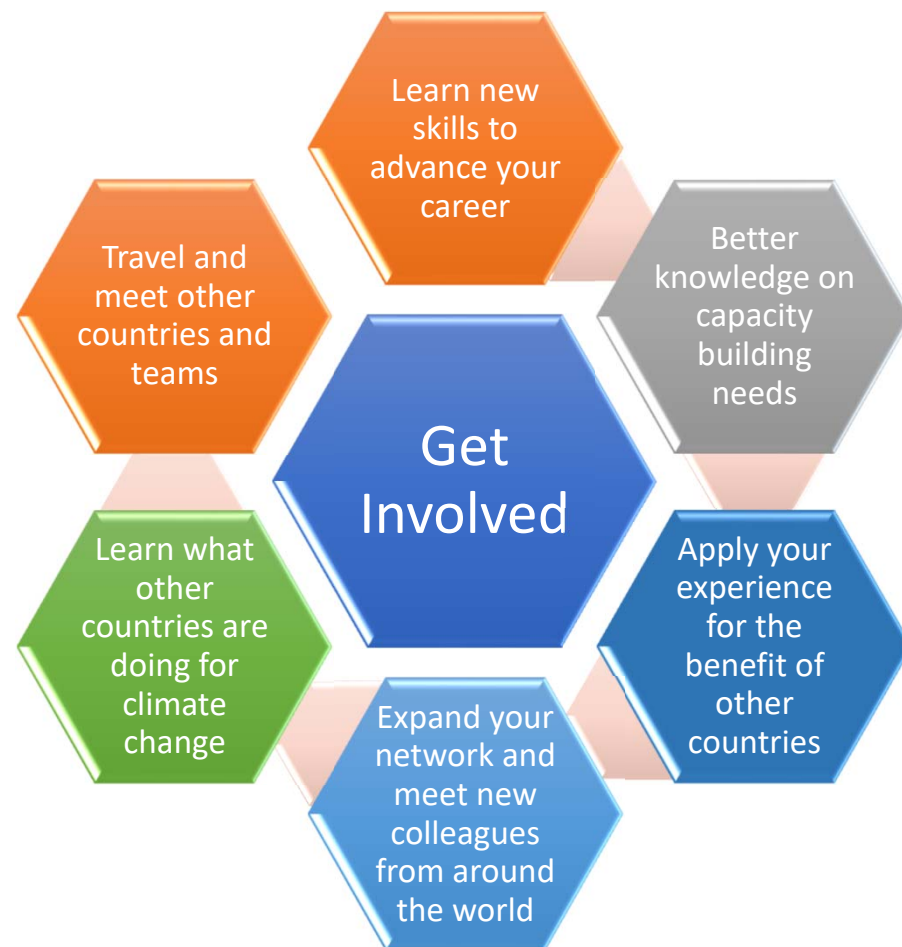 Learn new
skills to
advance your
career
Better
knowledge on
capacity
building
needs
Apply your
experience
for the
benefit of
other
countries
Expand your
network and
meet new
colleagues
from around
the world
Learn what
other
countries are
doing for
climate
change
Travel and
meet other
countries and
teams
Get
Involved